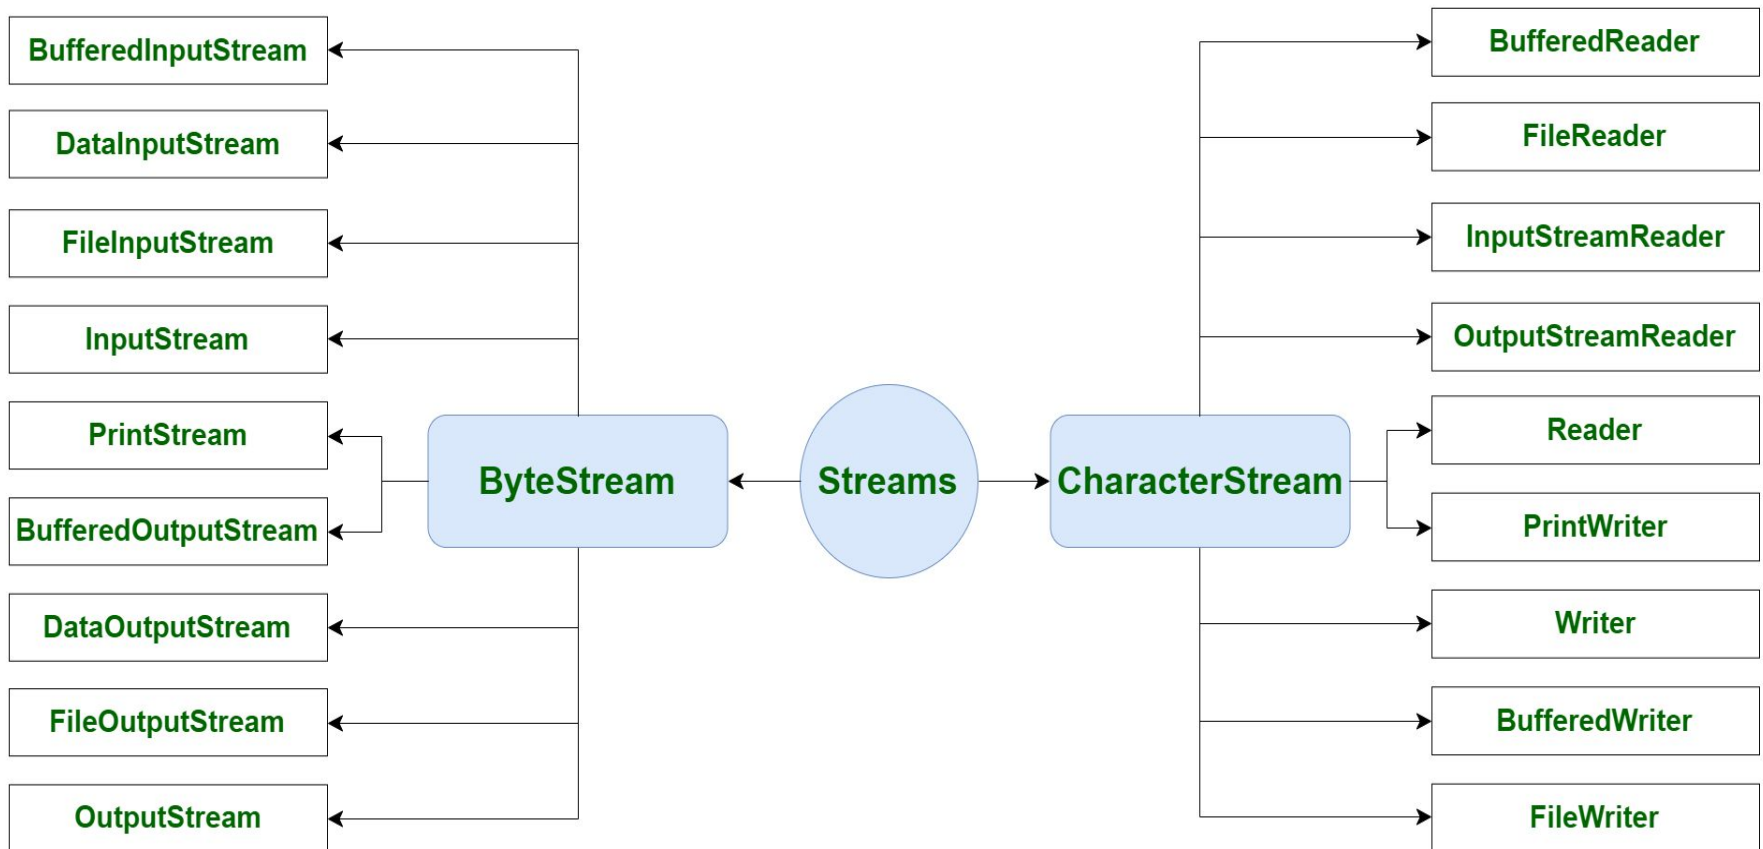 BufferedInputStream
DataInputStream
FileInputStream
InputStream
PrintStream
BufferedOutputStream
DataOutputStream
FileOutputStream
OutputStream
ByteStream
Streams
CharacterStream
BufferedReader
FileReader
InputStreamReader
OutputStreamReader
Reader
PrintWriter
Writer
BufferedWriter
FileWriter